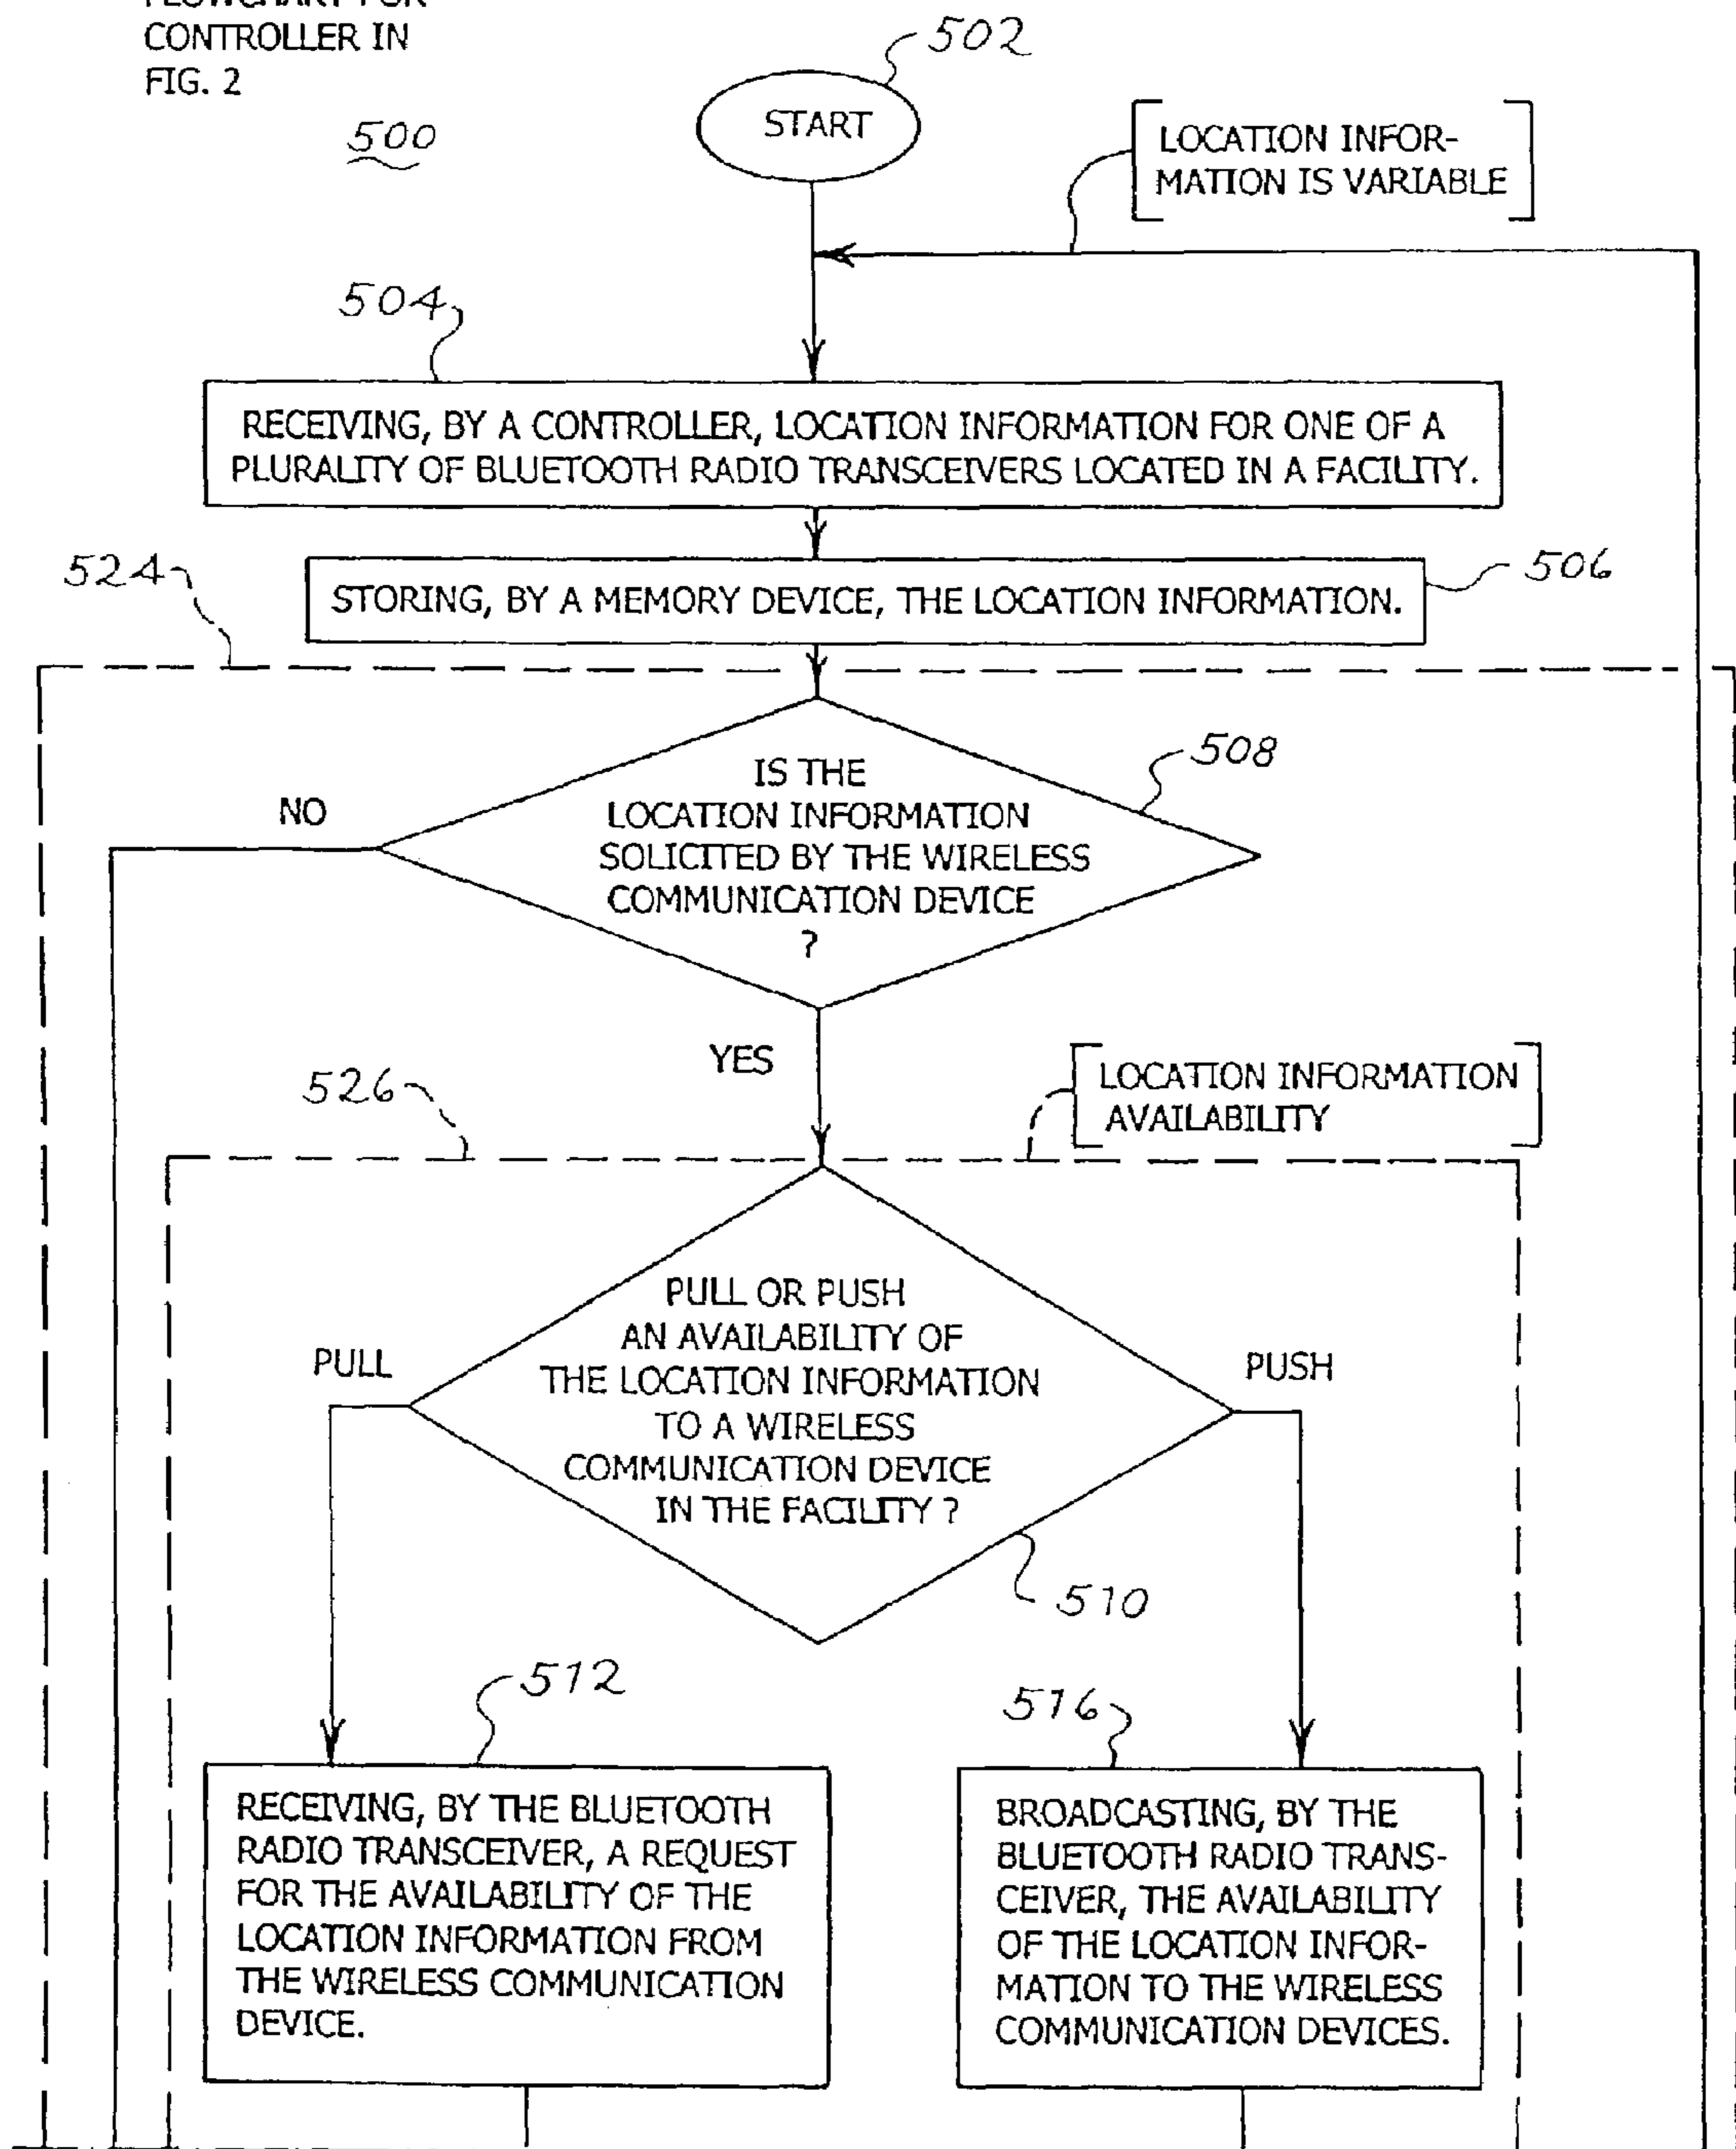 FLOWCHART FOR
CONTROLLER IN
FIG. 2
500
502
START
LOCATION INFOR-
MATION IS VARIABLE
504
RECEIVING, BY A CONTROLLER, LOCATION INFORMATION FOR ONE OF A
PLURALITY OF BLUETOOTH RADIO TRANSCEIVERS LOCATED IN A FACILITY.
524
506
STORING, BY A MEMORY DEVICE, THE LOCATION INFORMATION.
508
NO
IS THE
LOCATION INFORMATION
SOLICITED BY THE WIRELESS
COMMUNICATION DEVICE
?
YES
526
LOCATION INFORMATION
AVAILABILITY
PULL
PULL OR PUSH
AN AVAILABILITY OF
THE LOCATION INFORMATION
TO A WIRELESS
COMMUNICATION DEVICE
IN THE FACILITY ?
PUSH
510
512
516
RECEIVING, BY THE BLUETOOTH
RADIO TRANSCEIVER, A REQUEST
FOR THE AVAILABILITY OF THE
LOCATION INFORMATION FROM
THE WIRELESS COMMUNICATION
DEVICE.
BROADCASTING, BY THE
BLUETOOTH RADIO TRANS-
CEIVER, THE AVAILABILITY
OF THE LOCATION INFOR-
MATION TO THE WIRELESS
COMMUNICATION DEVICES.